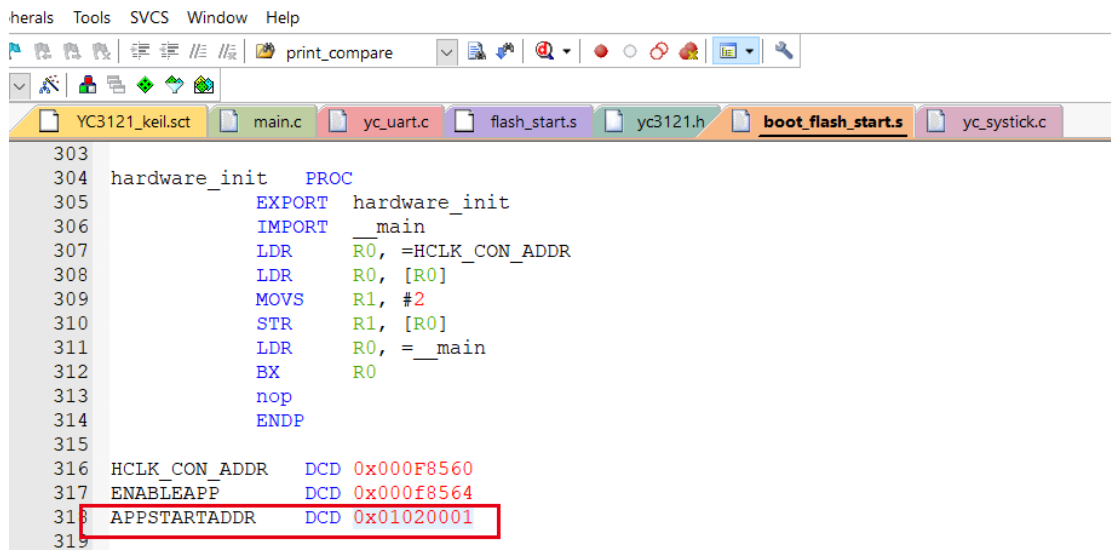 pherals Tools SVCS Window Help
print_compare
YC3121_keil.sct main.c yc_uart.c flash_start.s yc3121.h boot_flash_start.s yc_systick.c
303
304 hardware_init PROC
305 EXPORT hardware_init
306 IMPORT __main
307 LDR R0, =HCLK_CON_ADDR
308 LDR R0, [R0]
309 MOVS R1, #2
310 STR R1, [R0]
311 LDR R0, =__main
312 BX R0
313 nop
314 ENDP
315
316 HCLK_CON_ADDR DCD 0x000F8560
317 ENABLEAPP DCD 0x000f8564
318 APPSTARTADDR DCD 0x01020001
319